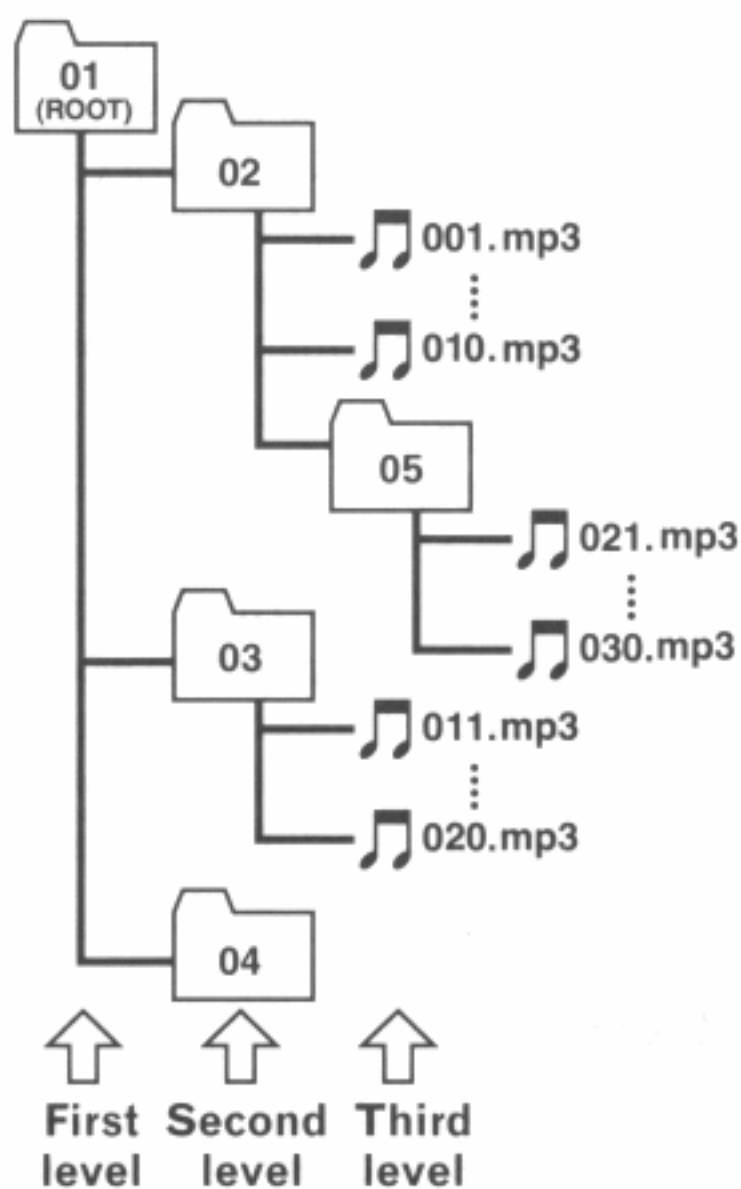 01
(ROOT)
02
001.mp3
010.mp3
05
021.mp3
030.mp3
03
011.mp3
020.mp3
04
First level
Second level
Third level